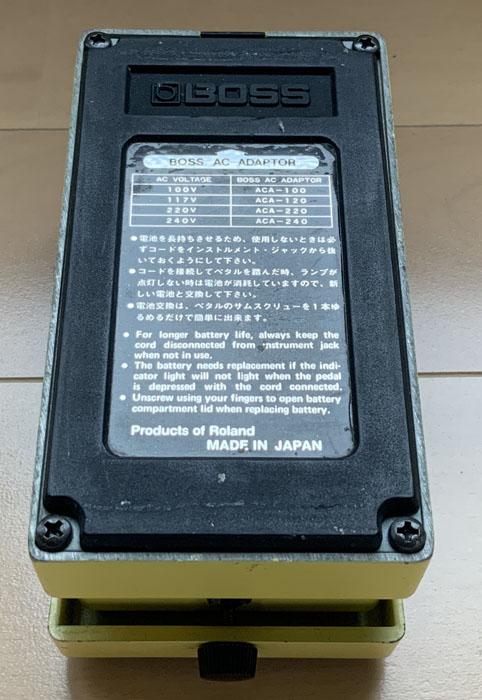 BOSS
BOSS AC ADAPTOR
AC VOLTAGE BOSS AC ADAPTOR
100V ACA-100
117V ACA-120
220V ACA-220
240V ACA-240
●電池を長持ちさせるため、使用しないときは必
ずコードをインストルメント・ジャックから抜
いておくようにして下さい。
●コードを接続してペタルを踏んだ時、ランプが
点灯しない時は電池が消耗していますので、新
しい電池と交換して下さい。
●電池交換は、ペタルのサムスクリューを1本ゆ
るめるだけで簡単に出来ます。
● For longer battery life, always keep the
cord disconnected from instrument jack
when not in use.
● The battery needs replacement if the indi-
cator light will not light when the pedal
is depressed with the cord connected.
● Unscrew using your fingers to open battery
compartment lid when replacing battery.
Products of Roland
MADE IN JAPAN